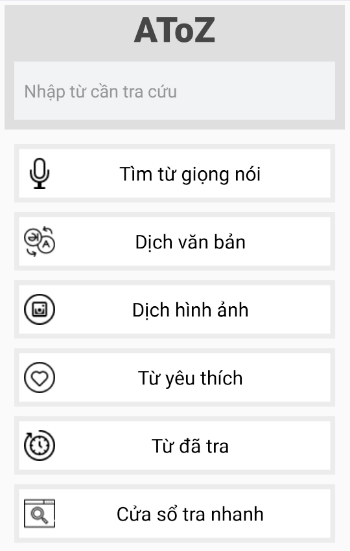 AToZ
Nhập từ cần tra cứu
Tìm từ giọng nói
Dịch văn bản
Dịch hình ảnh
Từ yêu thích
Từ đã tra
Cửa sổ tra nhanh